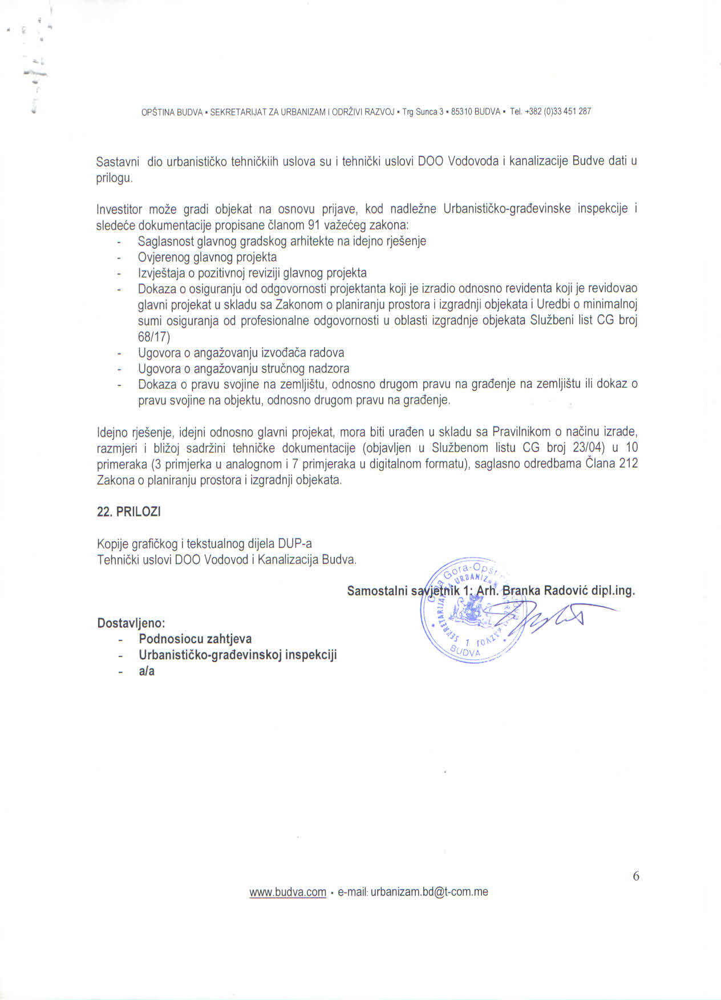 OPŠTINA BUDVA ▪ SEKRETARIJAT ZA URBANIZAM I ODRŽIVI RAZVOJ ▪ Trg Sunca 3 ▪ 85310 BUDVA ▪ Tel. +382 (0)33 451 287
Sastavni dio urbanističko tehničkiih uslova su i tehnički uslovi DOO Vodovoda i kanalizacije Budve dati u
prilogu.
Investitor može gradi objekat na osnovu prijave, kod nadležne Urbanističko-građevinske inspekcije i
sledeće dokumentacije propisane članom 91 važećeg zakona:
- Saglasnost glavnog gradskog arhitekte na idejno rješenje
- Ovjerenog glavnog projekta
- Izvještaja o pozitivnoj reviziji glavnog projekta
- Dokaza o osiguranju od odgovornosti projektanta koji je izradio odnosno revidenta koji je revidovao
glavni projekat u skladu sa Zakonom o planiranju prostora i izgradnji objekata i Uredbi o minimalnoj
sumi osiguranja od profesionalne odgovornosti u oblasti izgradnje objekata Službeni list CG broj
68/17)
- Ugovora o angažovanju izvođača radova
- Ugovora o angažovanju stručnog nadzora
- Dokaza o pravu svojine na zemljištu, odnosno drugom pravu na građenje na zemljištu ili dokaz o
pravu svojine na objektu, odnosno drugom pravu na građenje.
Idejno rješenje, idejni odnosno glavni projekat, mora biti urađen u skladu sa Pravilnikom o načinu izrade,
razmjeri i bližoj sadržini tehničke dokumentacije (objavljen u Službenom listu CG broj 23/04) u 10
primeraka (3 primjerka u analognom i 7 primjeraka u digitalnom formatu), saglasno odredbama Člana 212
Zakona o planiranju prostora i izgradnji objekata.
22. PRILOZI
Kopije grafičkog i tekstualnog dijela DUP-a
Tehnički uslovi DOO Vodovod i Kanalizacija Budva.
Samostalni savjetnik 1: Arh. Branka Radović dipl.ing.
Crna Gora-Opšt
SEKRETARIJAT ZA URBANIZAM
1
BUDVA
Dostavljeno:
- Podnosiocu zahtjeva
- Urbanističko-građevinskoj inspekciji
- a/a
6
www.budva.com ▪ e-mail: urbanizam.bd@t-com.me